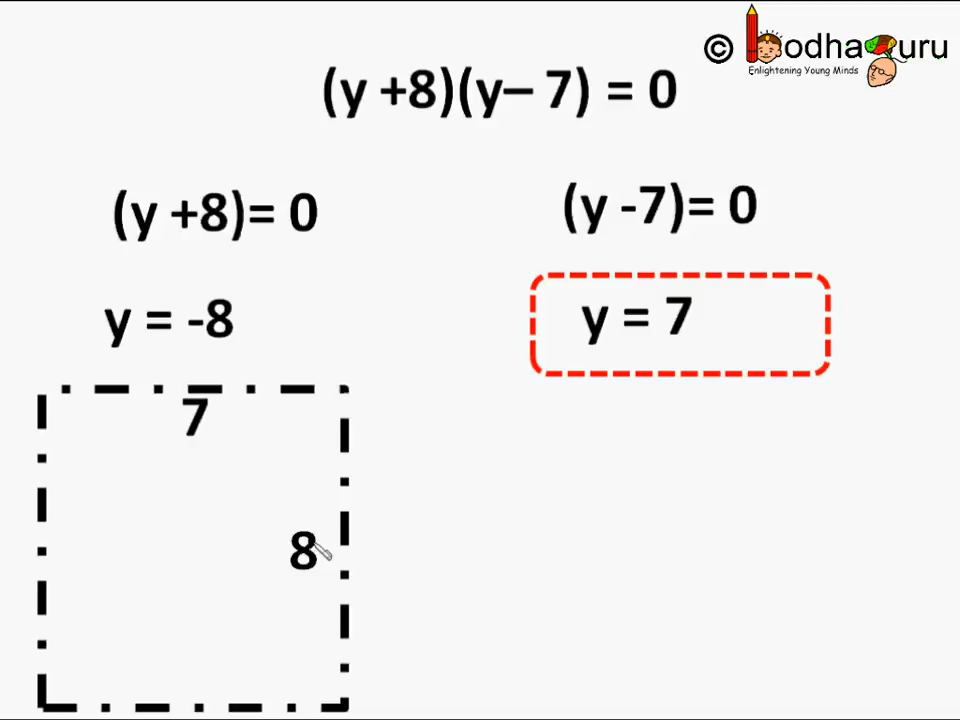 © BodhaGuru
Enlightening Young Minds
(y +8)(y– 7) = 0
(y +8)= 0
(y -7)= 0
y = -8
y = 7
7
8